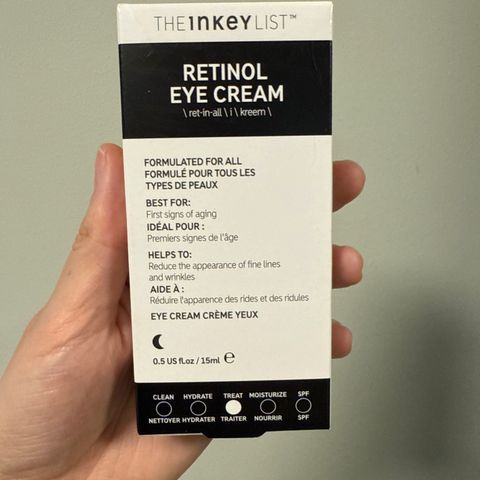 THE INKEY LIST™
RETINOL
EYE CREAM
\ ret-in-all \ i \ kreem \
FORMULATED FOR ALL
FORMULÉ POUR TOUS LES
TYPES DE PEAUX
BEST FOR:
First signs of aging
IDÉAL POUR :
Premiers signes de l'âge
HELPS TO:
Reduce the appearance of fine lines
and wrinkles
AIDE À :
Réduire l'apparence des rides et des ridules
EYE CREAM CRÈME YEUX
0.5 US fl.oz / 15ml ℮
CLEAN HYDRATE TREAT MOISTURIZE SPF
NETTOYER HYDRATER TRAITER NOURRIR SPF